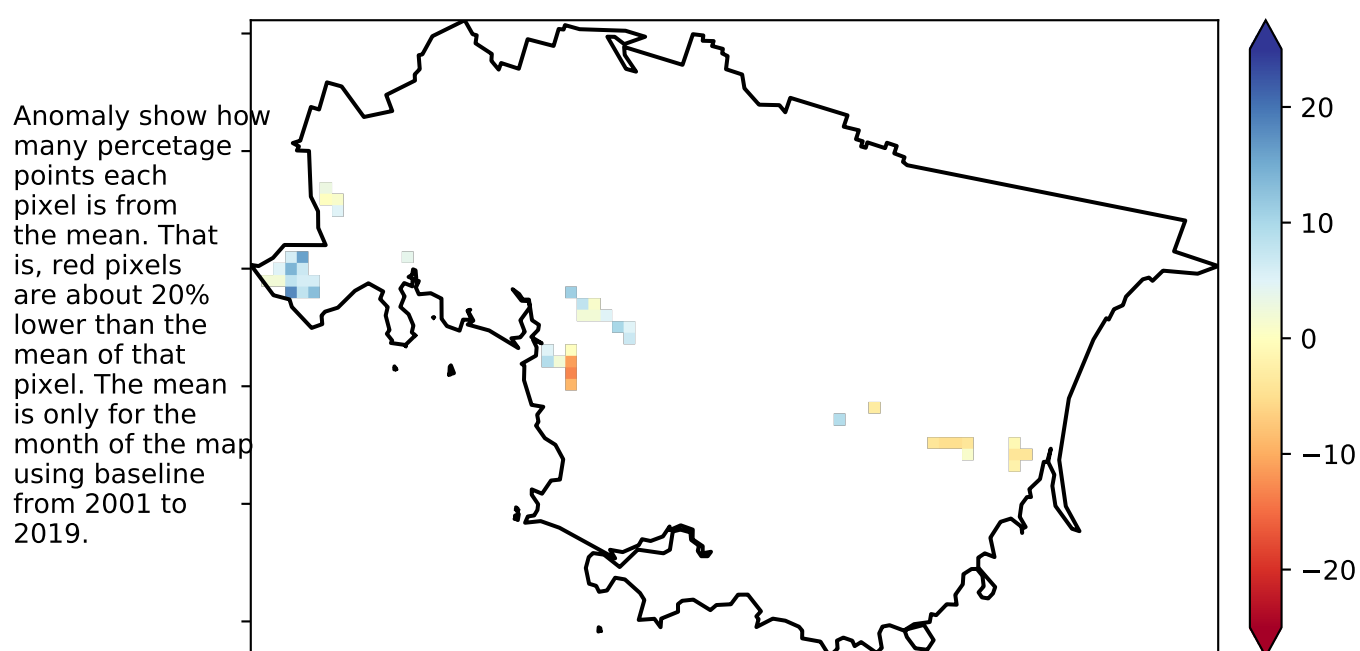 Anomaly show how
many percetage
points each
pixel is from
the mean. That
is, red pixels
are about 20%
lower than the
mean of that
pixel. The mean
is only for the
month of the map
using baseline
from 2001 to
2019.
20
10
0
−10
−20